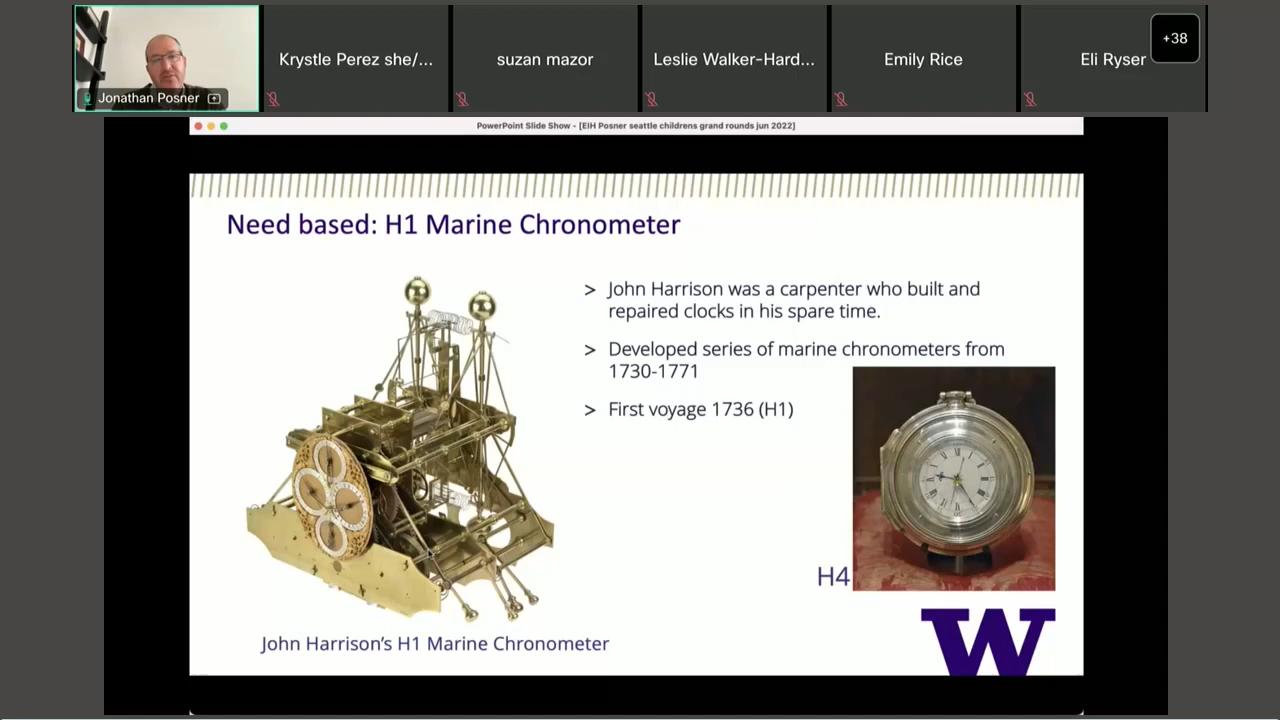 Jonathan Posner
Krystle Perez she/...
suzan mazor
Leslie Walker-Hard...
Emily Rice
Eli Ryser
+38
PowerPoint Slide Show - [EIH Posner seattle childrens grand rounds jun 2022]
Need based: H1 Marine Chronometer
> John Harrison was a carpenter who built and
repaired clocks in his spare time.
> Developed series of marine chronometers from
1730-1771
> First voyage 1736 (H1)
H4
John Harrison’s H1 Marine Chronometer
W